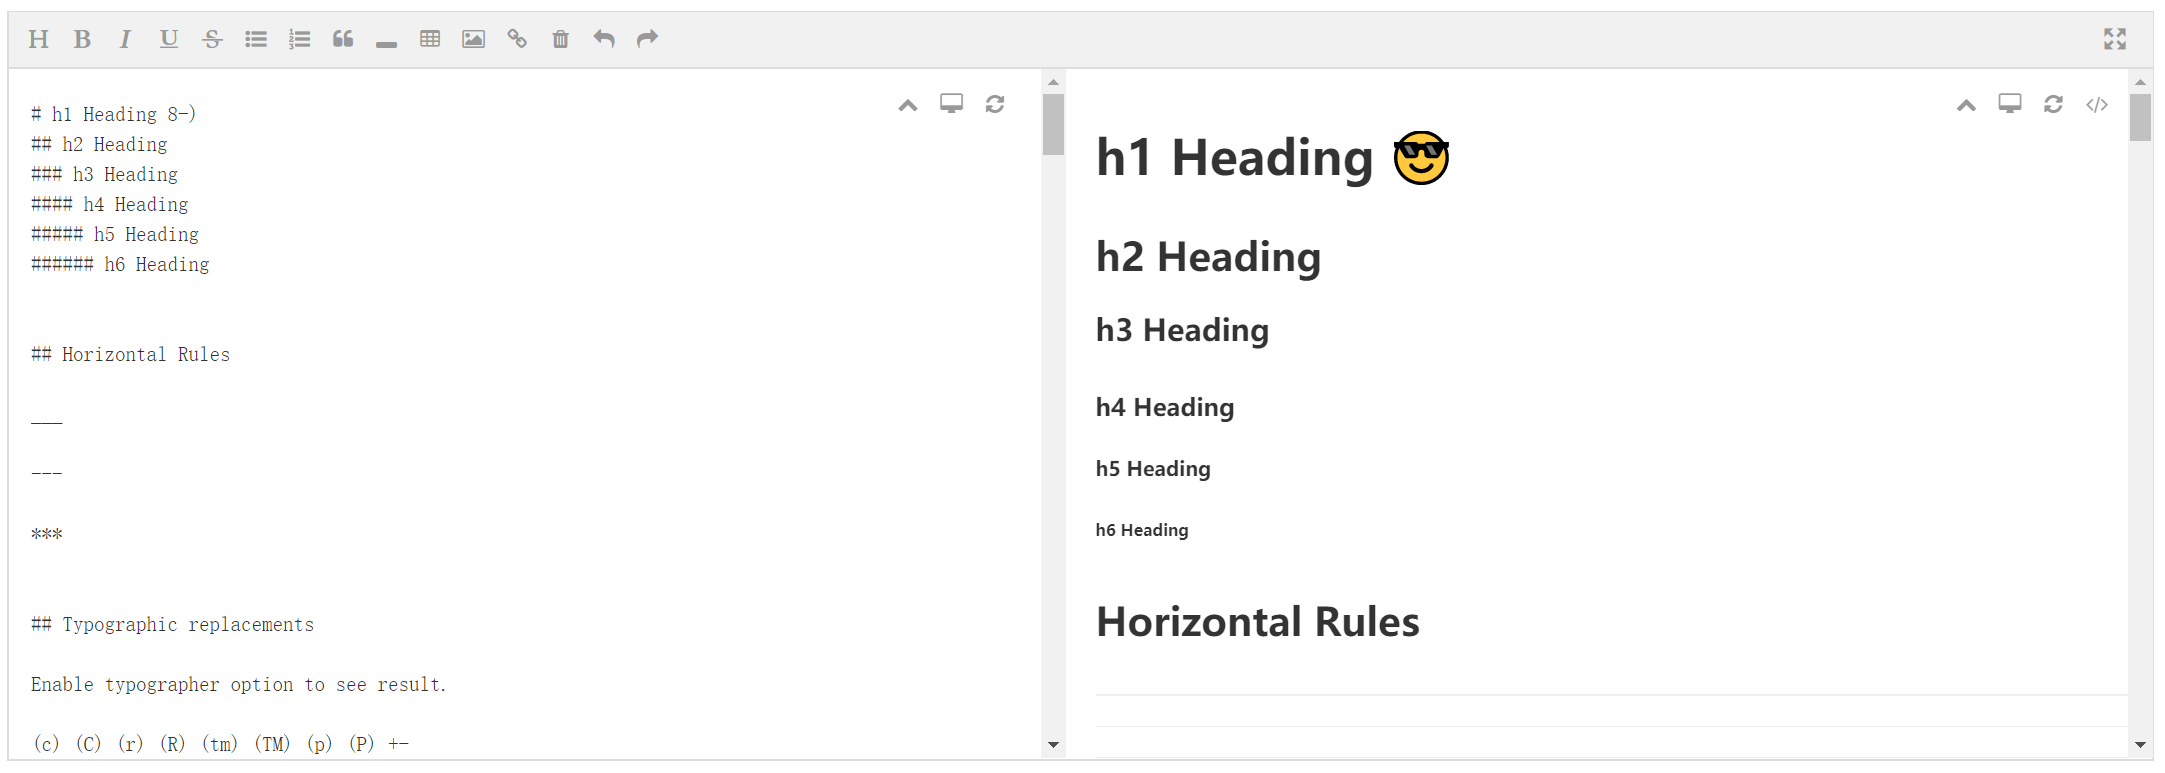 H B I U S
# h1 Heading 8-)
## h2 Heading
### h3 Heading
#### h4 Heading
##### h5 Heading
###### h6 Heading
## Horizontal Rules
___
---
***
## Typographic replacements
Enable typographer option to see result.
(c) (C) (r) (R) (tm) (TM) (p) (P) +-
h1 Heading 😎
h2 Heading
h3 Heading
h4 Heading
h5 Heading
h6 Heading
Horizontal Rules